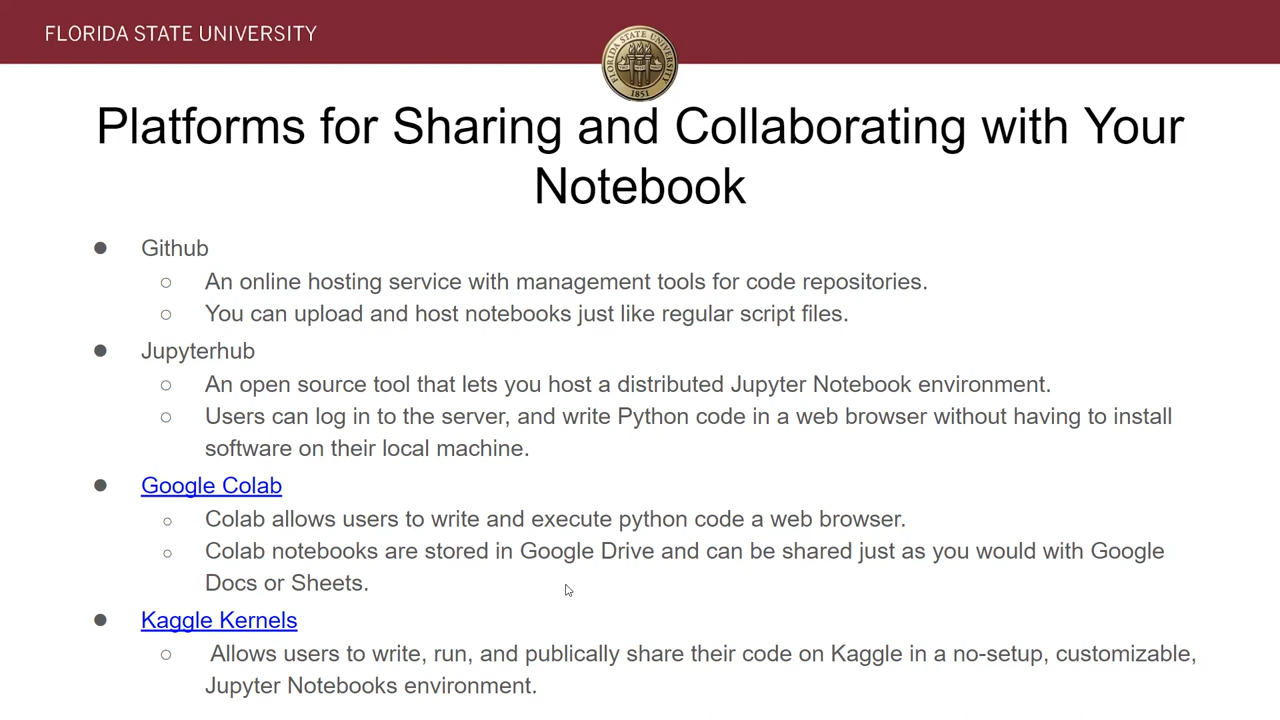 FLORIDA STATE UNIVERSITY
FLORIDA STATE UNIVERSITY
1851
Platforms for Sharing and Collaborating with Your
Notebook
● Github
○ An online hosting service with management tools for code repositories.
○ You can upload and host notebooks just like regular script files.
● Jupyterhub
○ An open source tool that lets you host a distributed Jupyter Notebook environment.
○ Users can log in to the server, and write Python code in a web browser without having to install
software on their local machine.
● Google Colab
○ Colab allows users to write and execute python code a web browser.
○ Colab notebooks are stored in Google Drive and can be shared just as you would with Google
Docs or Sheets.
● Kaggle Kernels
○ Allows users to write, run, and publically share their code on Kaggle in a no-setup, customizable,
Jupyter Notebooks environment.